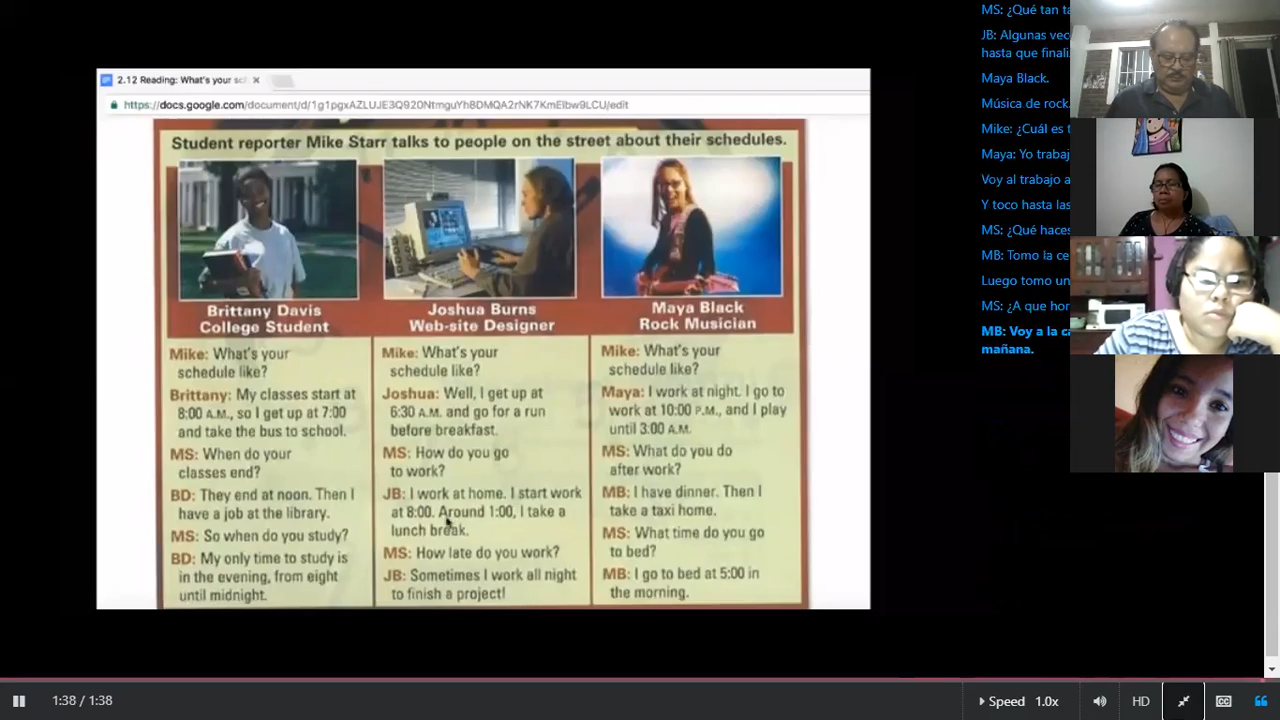 2.12 Reading: What's your
https://docs.google.com/document/d/1g1pgxAZLUJE3Q920NtmguYh8DMQA2rNK7KmElbw9LCU/edit
Student reporter Mike Starr talks to people on the street about their schedules.
Brittany Davis
College Student
Mike: What's your
schedule like?
Brittany: My classes start at
8:00 A.M., so I get up at 7:00
and take the bus to school.
MS: When do your
classes end?
BD: They end at noon. Then I
have a job at the library.
MS: So when do you study?
BD: My only time to study is
in the evening, from eight
until midnight.
Joshua Burns
Web-site Designer
Mike: What's your
schedule like?
Joshua: Well, I get up at
6:30 A.M. and go for a run
before breakfast.
MS: How do you go
to work?
JB: I work at home. I start work
at 8:00. Around 1:00, I take a
lunch break.
MS: How late do you work?
JB: Sometimes I work all night
to finish a project!
Maya Black
Rock Musician
Mike: What's your
schedule like?
Maya: I work at night. I go to
work at 10:00 P.M., and I play
until 3:00 A.M.
MS: What do you do
after work?
MB: I have dinner. Then I
take a taxi home.
MS: What time do you go
to bed?
MB: I go to bed at 5:00 in
the morning.
MS: ¿Qué tan
JB: Algunas
hasta que
Maya Black.
Música de rock.
Mike: ¿Cuál es
Maya: Yo
Voy al trabajo a
Y toco hasta las
MS: ¿Qué haces
MB: Tomo la
Luego tomo un
MS: ¿A que
MB: Voy a la
mañana.
1:38 / 1:38
Speed 1.0x
HD
CC